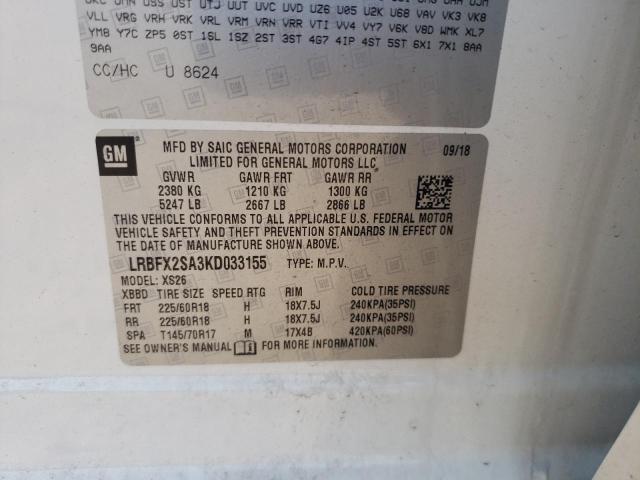 VLL VRG VRH VRK VRL VRM VRN VRR VTI VV4 VY7 V6K V8D WMK XL7
YM8 Y7C ZP5 0ST 1SL 1SZ 2ST 3ST 4G7 4IP 4ST 5ST 6X1 7X1 8AA
9AA
CC/HC U 8624
GM
MFD BY SAIC GENERAL MOTORS CORPORATION 09/18
LIMITED FOR GENERAL MOTORS LLC
GVWR GAWR FRT GAWR RR
2380 KG 1210 KG 1300 KG
5247 LB 2667 LB 2866 LB
THIS VEHICLE CONFORMS TO ALL APPLICABLE U.S. FEDERAL MOTOR
VEHICLE SAFETY AND THEFT PREVENTION STANDARDS IN EFFECT ON THE
DATE OF MANUFACTURE SHOWN ABOVE.
LRBFX2SA3KD033155 TYPE: M.P.V.
MODEL: XS26
XBBD TIRE SIZE SPEED RTG RIM COLD TIRE PRESSURE
FRT 225/60R18 H 18X7.5J 240KPA(35PSI)
RR 225/60R18 H 18X7.5J 240KPA(35PSI)
SPA T145/70R17 M 17X4B 420KPA(60PSI)
SEE OWNER'S MANUAL FOR MORE INFORMATION.